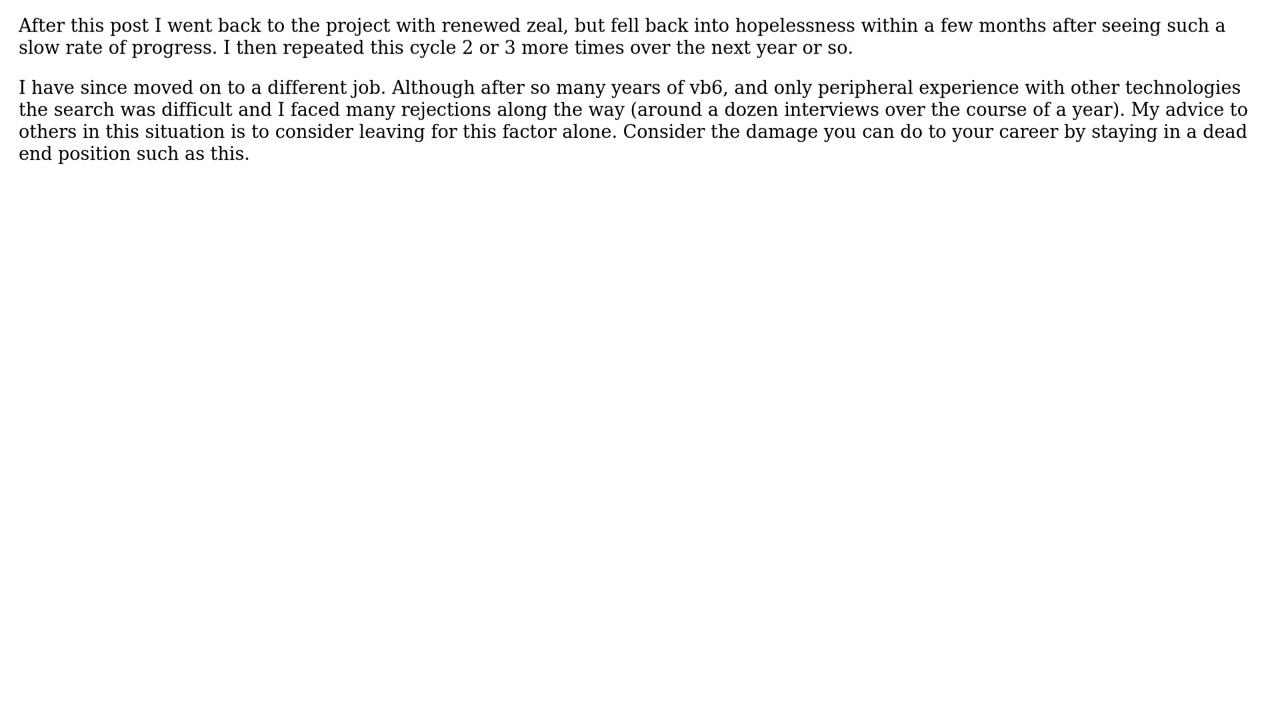 After this post I went back to the project with renewed zeal, but fell back into hopelessness within a few months after seeing such a
slow rate of progress. I then repeated this cycle 2 or 3 more times over the next year or so.
I have since moved on to a different job. Although after so many years of vb6, and only peripheral experience with other technologies
the search was difficult and I faced many rejections along the way (around a dozen interviews over the course of a year). My advice to
others in this situation is to consider leaving for this factor alone. Consider the damage you can do to your career by staying in a dead
end position such as this.